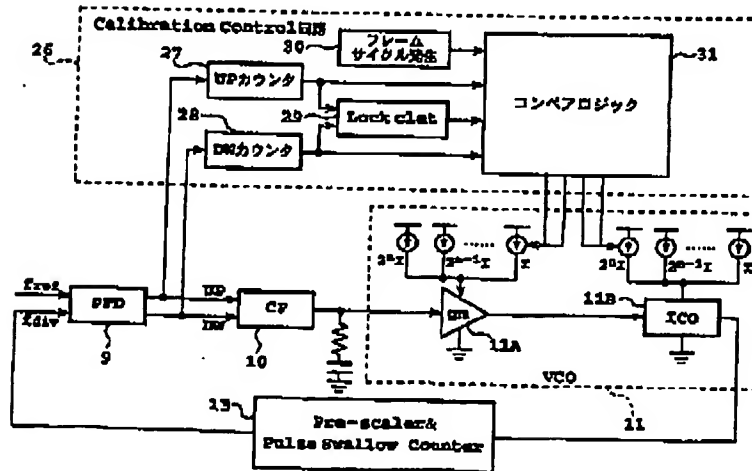 Calibration Control回路
26
30
フレーム
サイクル発生
31
27
UPカウンタ
コンペアロジック
28
29
Lock clet
DNカウンタ
2ⁿI
2ⁿ⁻¹I
......
I
2ⁿI
2ⁿ⁻¹I
......
I
fref
fdiv
PFD
UP
DN
CP
11B
ICO
9
10
11A
VCO
13
11
Pre-scaler&
Pulse Swallow Counter